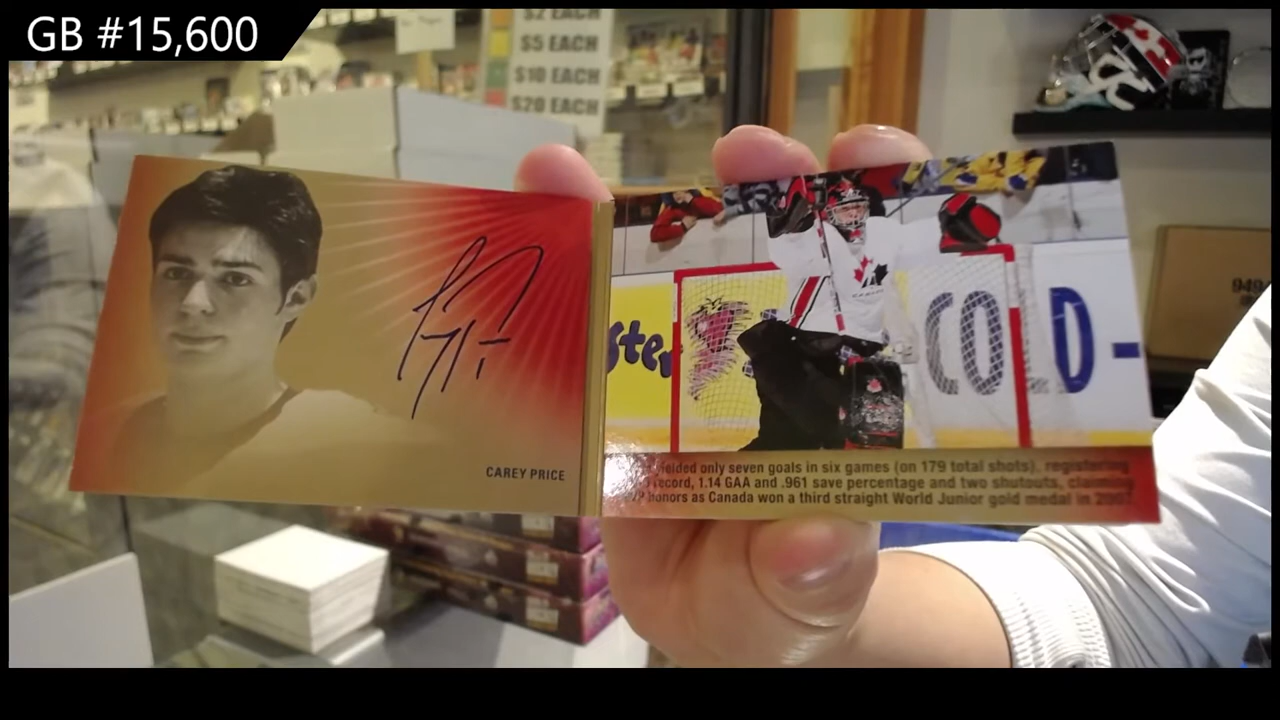 GB #15,600
$2 EACH
$5 EACH
$10 EACH
$20 EACH
CAREY PRICE
ster
COLD -
only seven goals in six games (on 179 total shots), registering
record, 1.14 GAA and .961 save percentage and two shutouts, claiming
honors as Canada won a third straight World Junior gold medal in 2007.